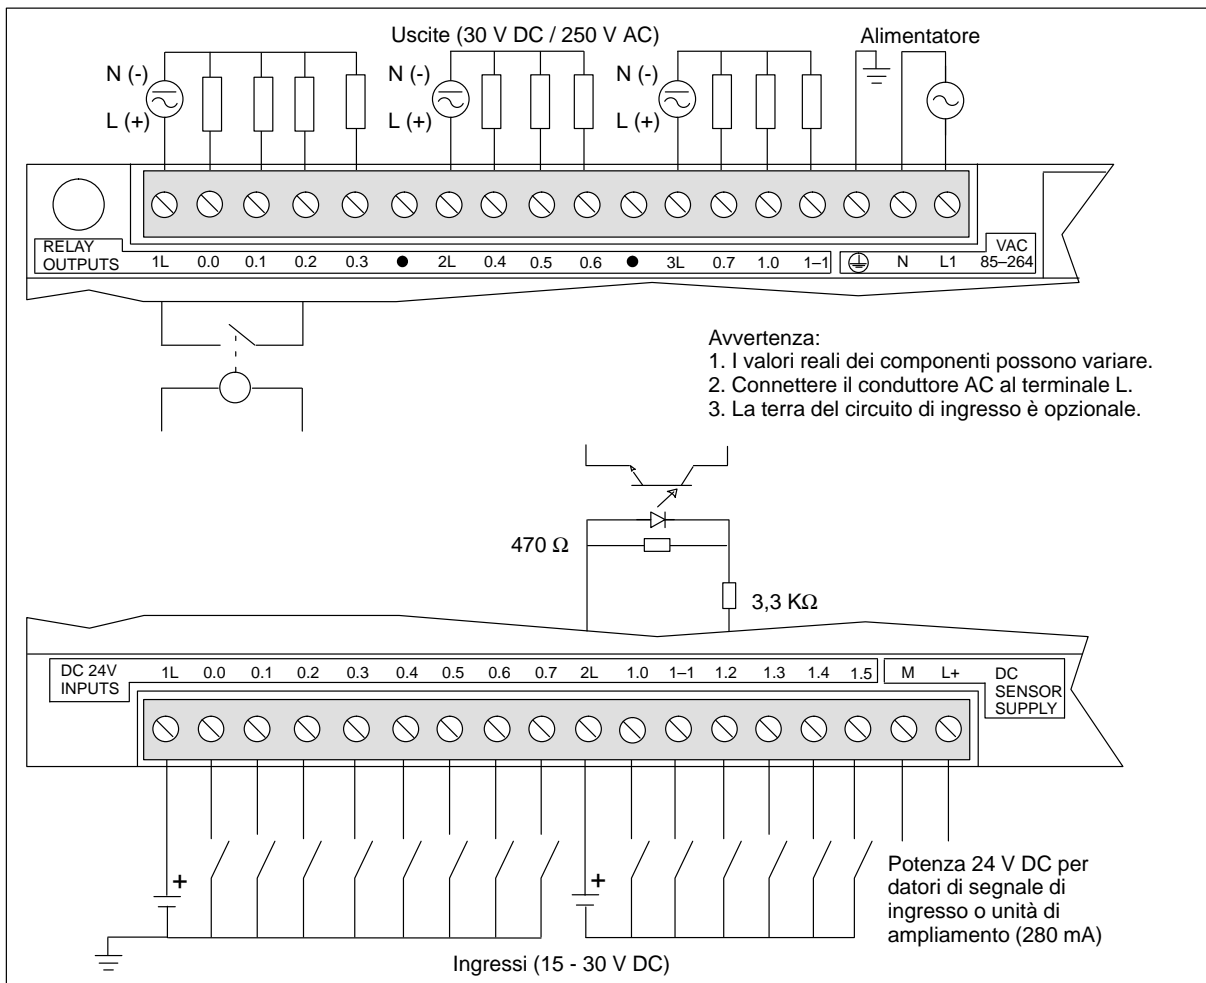 Uscite (30 V DC / 250 V AC)
Alimentatore
N (-)
N (-)
N (-)
L (+)
L (+)
L (+)
RELAY
OUTPUTS
1L 0.0 0.1 0.2 0.3 ● 2L 0.4 0.5 0.6 ● 3L 0.7 1.0 1–1 N L1
VAC
85–264
Avvertenza:
1. I valori reali dei componenti possono variare.
2. Connettere il conduttore AC al terminale L.
3. La terra del circuito di ingresso è opzionale.
470 Ω
3,3 KΩ
DC 24V
INPUTS
1L 0.0 0.1 0.2 0.3 0.4 0.5 0.6 0.7 2L 1.0 1–1 1.2 1.3 1.4 1.5 M L+
DC
SENSOR
SUPPLY
+
+
Potenza 24 V DC per
datori di segnale di
ingresso o unità di
ampliamento (280 mA)
Ingressi (15 - 30 V DC)